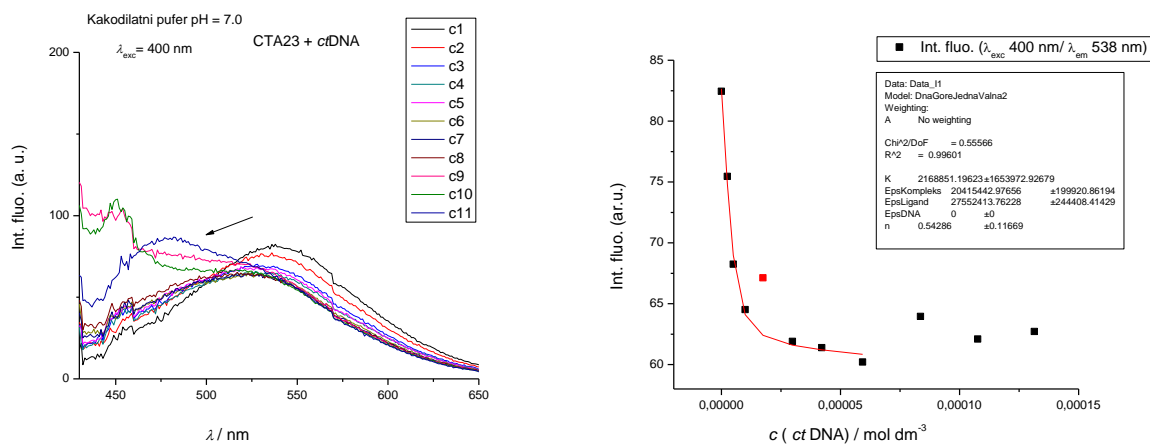 Kakodilatni pufer pH = 7.0
λexc= 400 nm
CTA23 + ctDNA
c1
c2
c3
c4
c5
c6
c7
c8
c9
c10
c11
200
100
0
Int. fluo. (a. u.)
450
500
550
600
650
λ / nm
Int. fluo. (λexc 400 nm/ λem 538 nm)
Data: Data_I1
Model: DnaGoreJednaValna2
Weighting:
A No weighting
Chi^2/DoF = 0.55566
R^2 = 0.99601
K 2168851.19623 ±1653972.92679
EpsKompleks 20415442.97656 ±199920.86194
EpsLigand 27552413.76228 ±244408.41429
EpsDNA 0 ±0
n 0.54286 ±0.11669
85
80
75
70
65
60
Int. fluo. (ar.u.)
0,00000
0,00005
0,00010
0,00015
c ( ct DNA) / mol dm-3